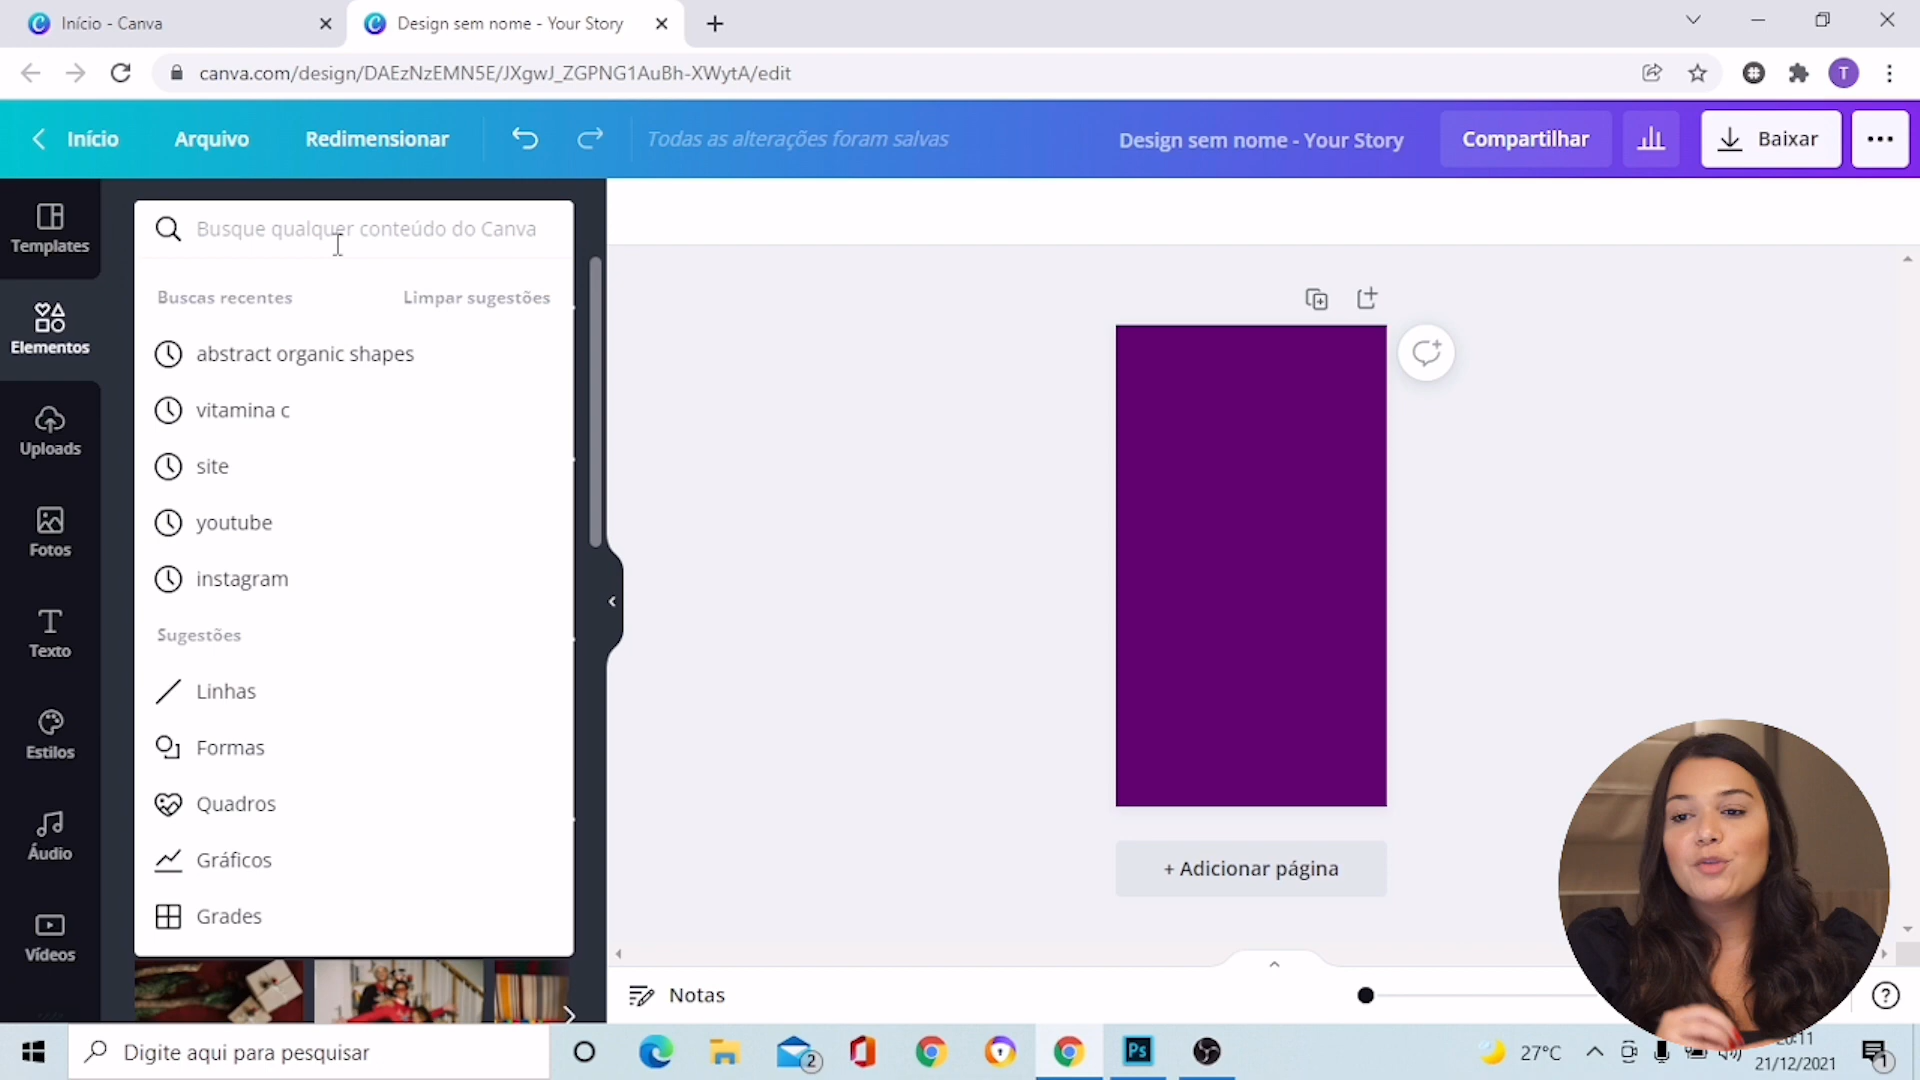 Início - Canva
Design sem nome - Your Story
canva.com/design/DAEzNzEMN5E/JXgwJ_ZGPNG1AuBh-XWytA/edit
T
Início
Arquivo
Redimensionar
Todas as alterações foram salvas
Design sem nome - Your Story
Compartilhar
Baixar
Templates
Elementos
Uploads
Fotos
Texto
Estilos
Áudio
Vídeos
Busque qualquer conteúdo do Canva
Buscas recentes
Limpar sugestões
abstract organic shapes
vitamina c
site
youtube
instagram
Sugestões
Linhas
Formas
Quadros
Gráficos
Grades
+ Adicionar página
Notas
Digite aqui para pesquisar
2
Ps
27°C
21/12/2021
1